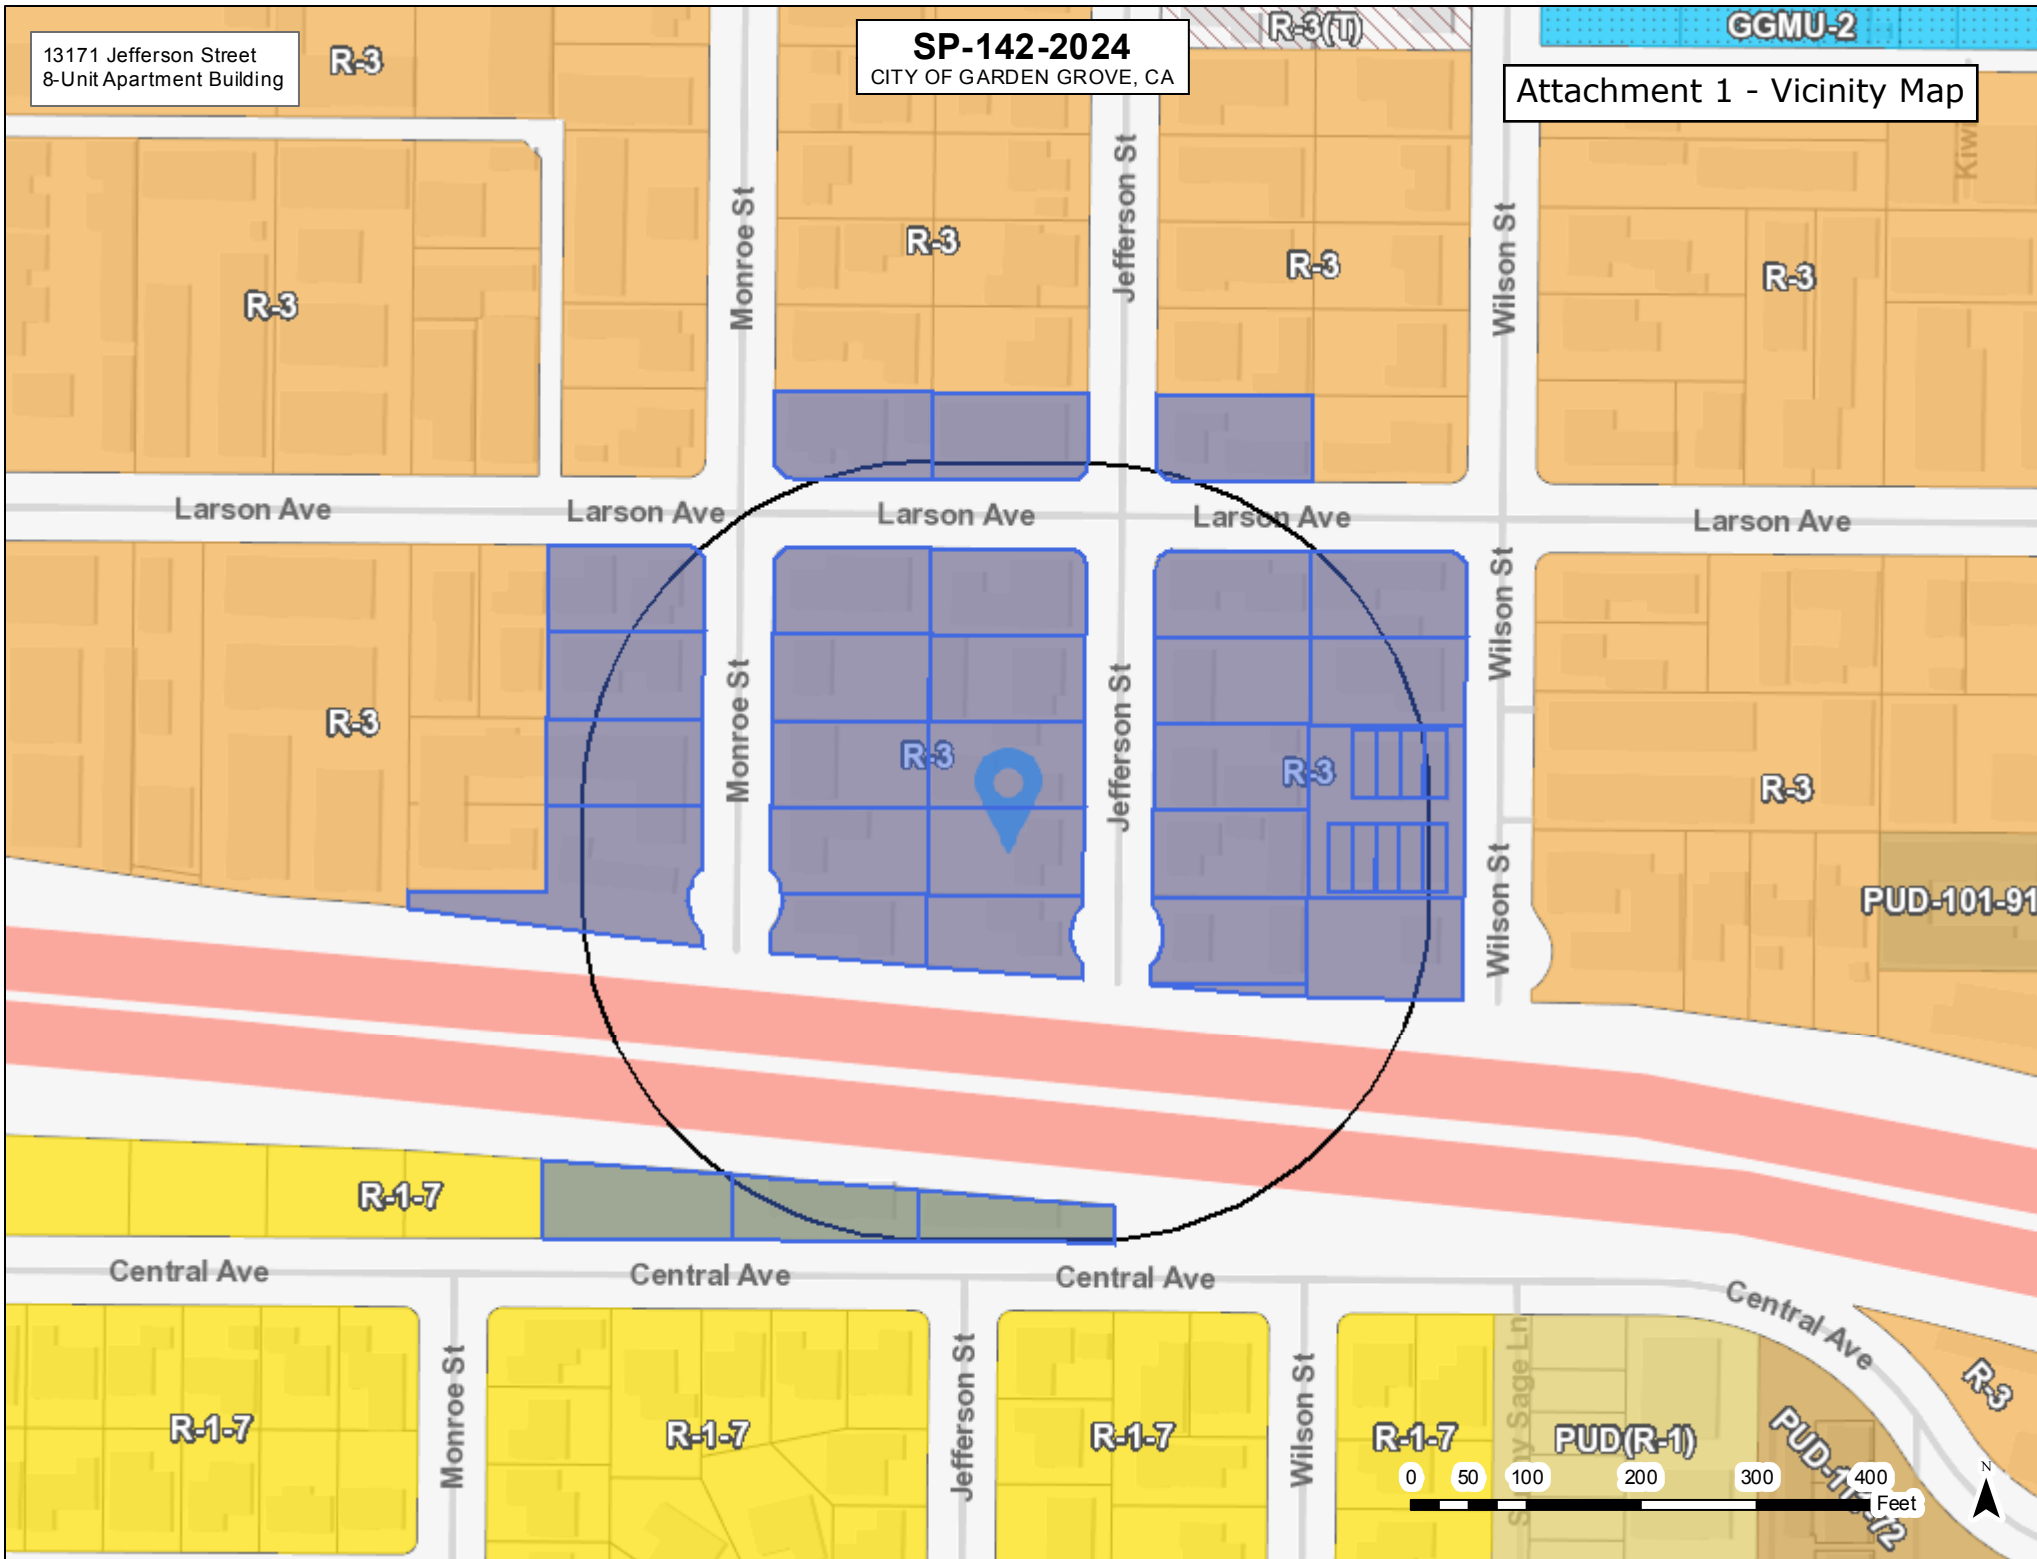 13171 Jefferson Street
8-Unit Apartment Building
SP-142-2024
CITY OF GARDEN GROVE, CA
Attachment 1 - Vicinity Map
R-3
R-3(T)
GGMU-2
R-3
R-3
R-3
R-3
Monroe St
Jefferson St
Wilson St
Larson Ave
Larson Ave
Larson Ave
Larson Ave
Larson Ave
R-3
R-3
R-3
R-3
Monroe St
Jefferson St
Wilson St
Wilson St
PUD-101-91
R-1-7
Central Ave
Central Ave
Central Ave
Central Ave
R-3
R-1-7
R-1-7
R-1-7
R-1-7
PUD(R-1)
Monroe St
Jefferson St
Wilson St
Sage Ln
0 50 100 200 300 400
Feet
N